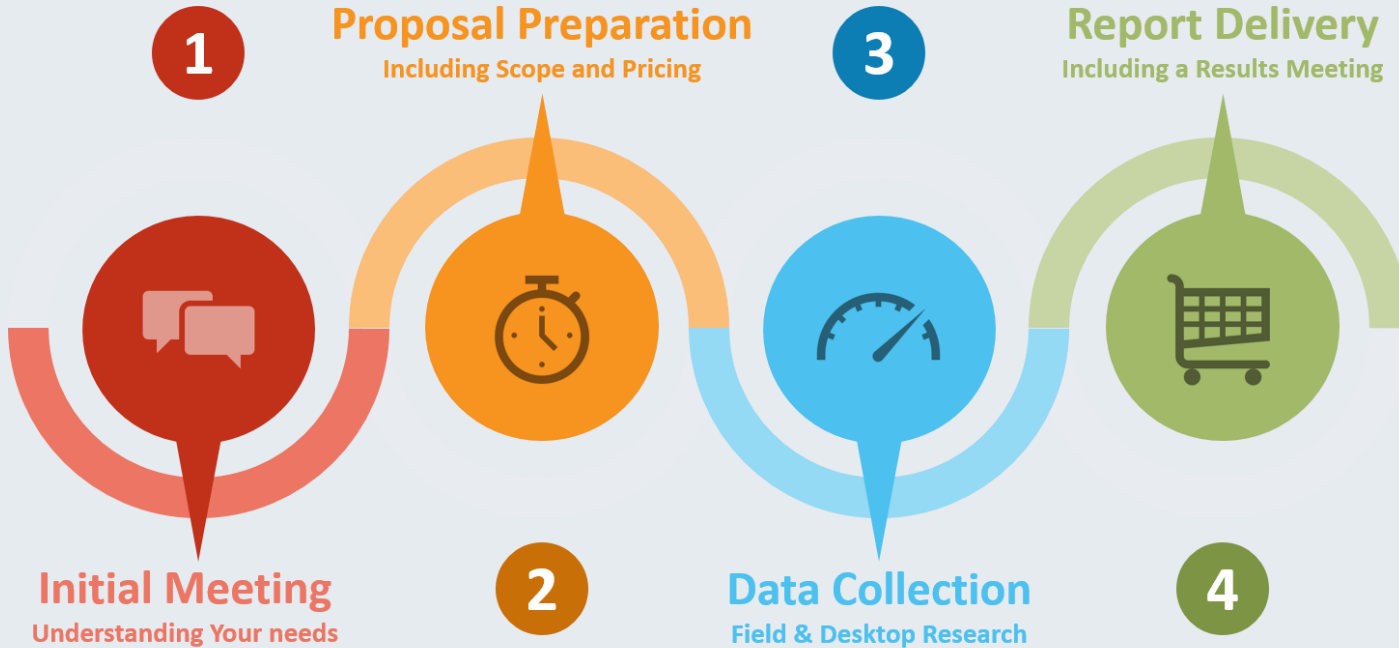 1
Initial Meeting
Understanding Your needs
Proposal Preparation
Including Scope and Pricing
2
3
Data Collection
Field & Desktop Research
Report Delivery
Including a Results Meeting
4